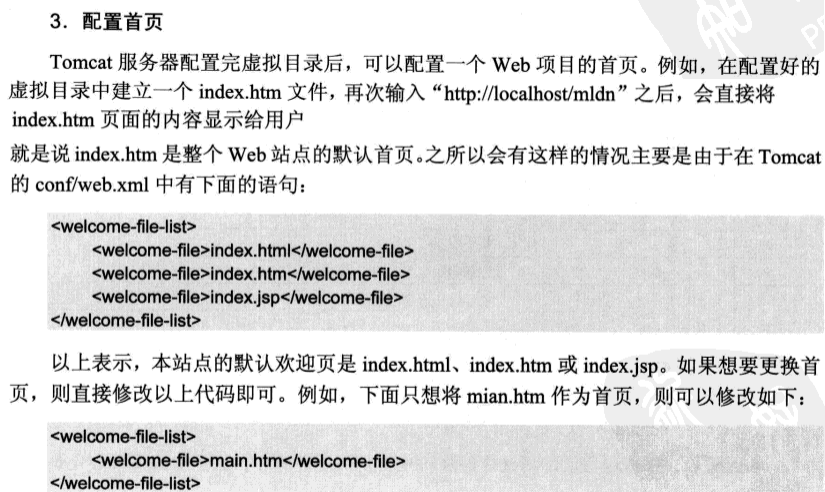 3．配置首页
Tomcat 服务器配置完虚拟目录后，可以配置一个 Web 项目的首页。例如，在配置好的
虚拟目录中建立一个 index.htm 文件，再次输入“http://localhost/mldn”之后，会直接将
index.htm 页面的内容显示给用户
就是说 index.htm 是整个 Web 站点的默认首页。之所以会有这样的情况主要是由于在 Tomcat
的 conf/web.xml 中有下面的语句：
<welcome-file-list>
<welcome-file>index.html</welcome-file>
<welcome-file>index.htm</welcome-file>
<welcome-file>index.jsp</welcome-file>
</welcome-file-list>
以上表示，本站点的默认欢迎页是 index.html、index.htm 或 index.jsp。如果想要更换首
页，则直接修改以上代码即可。例如，下面只想将 mian.htm 作为首页，则可以修改如下：
<welcome-file-list>
<welcome-file>main.htm</welcome-file>
</welcome-file-list>